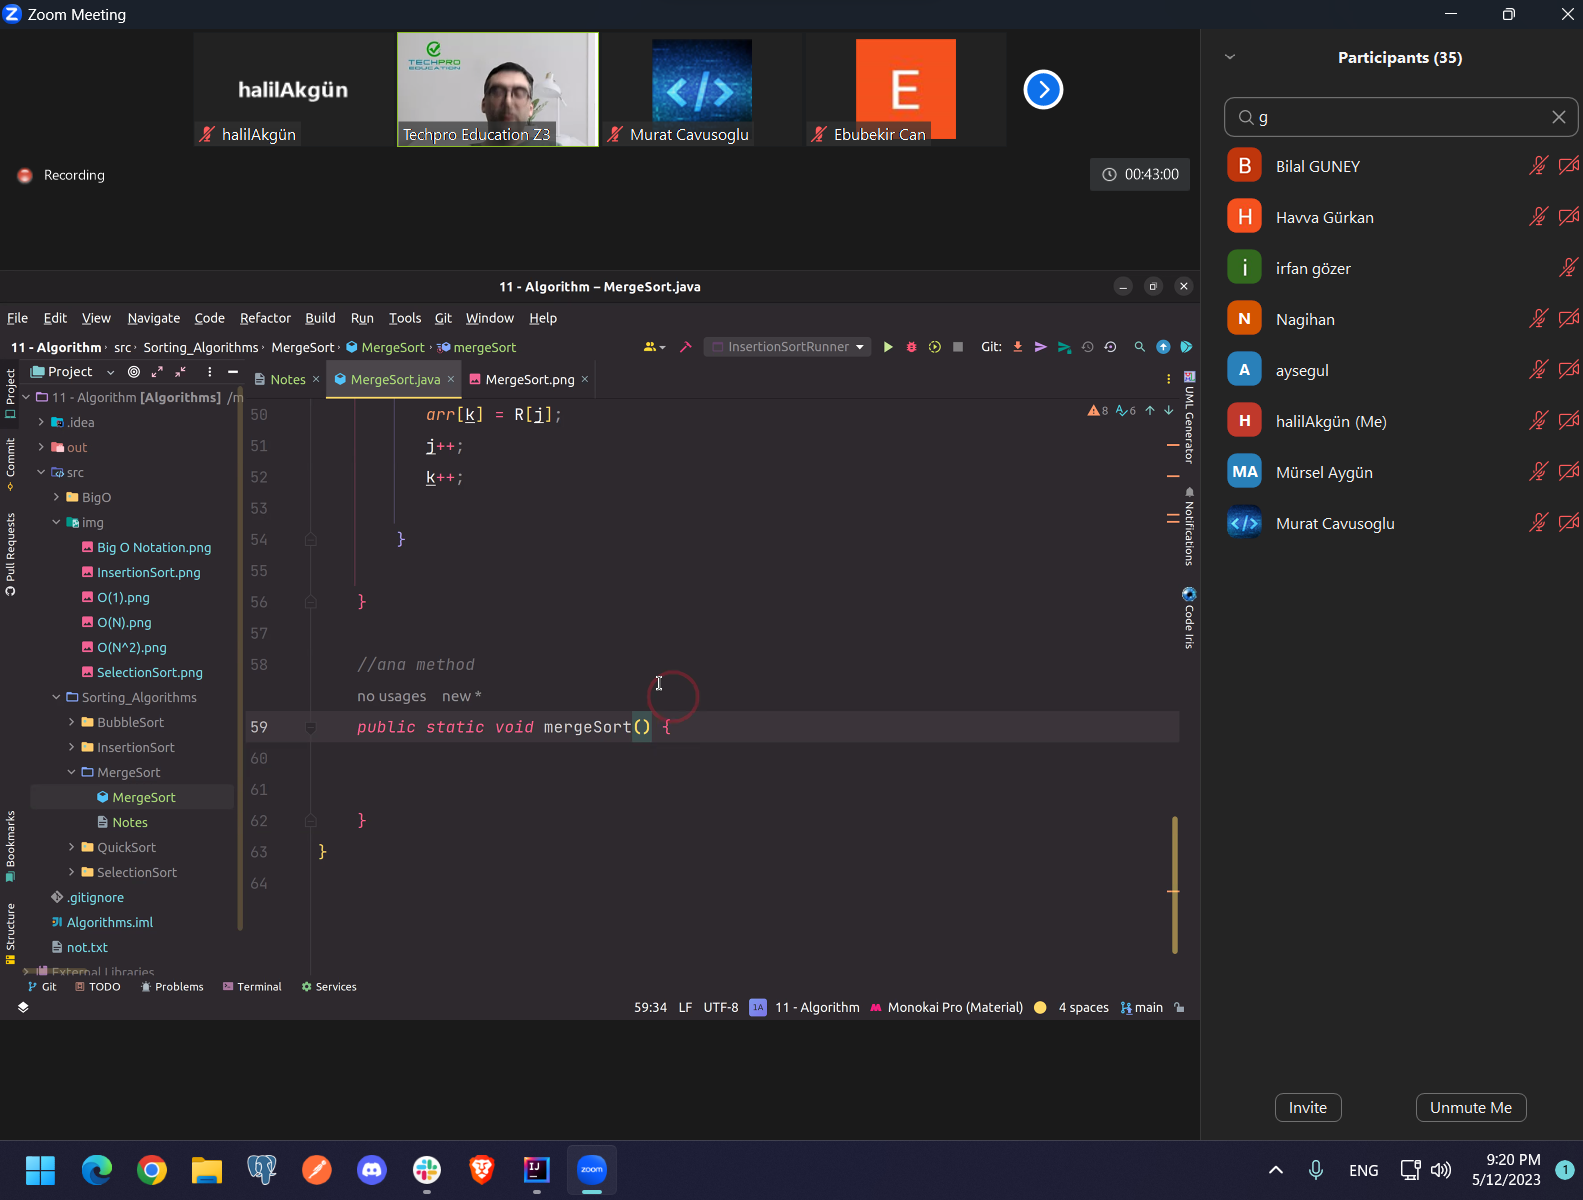 Zoom Meeting
halilAkgün
halilAkgün
TECHPRO
EDUCATION
Techpro Education Z3
Murat Cavusoglu
E
Ebubekir Can
Recording
00:43:00
11 - Algorithm – MergeSort.java
File Edit View Navigate Code Refactor Build Run Tools Git Window Help
11 - Algorithm › src › Sorting_Algorithms › MergeSort › MergeSort › mergeSort
InsertionSortRunner
Git:
Project
Notes
MergeSort.java
MergeSort.png
Project
Commit
Pull Requests
Bookmarks
Structure
11 - Algorithm [Algorithms] /m
.idea
out
src
BigO
img
Big O Notation.png
InsertionSort.png
O(1).png
O(N).png
O(N^2).png
SelectionSort.png
Sorting_Algorithms
BubbleSort
InsertionSort
MergeSort
MergeSort
Notes
QuickSort
SelectionSort
.gitignore
Algorithms.iml
not.txt
External Libraries
8 6
50 arr[k] = R[j];
51 j++;
52 k++;
53
54 }
55
56 }
57
58 //ana method
no usages new *
59 public static void mergeSort() {
60
61
62 }
63 }
64
UML Generator
Notifications
Code Iris
Git TODO Problems Terminal Services
59:34 LF UTF-8 11 - Algorithm Monokai Pro (Material) 4 spaces main
Participants (35)
g
B Bilal GUNEY
H Havva Gürkan
i irfan gözer
N Nagihan
A aysegul
H halilAkgün (Me)
MA Mürsel Aygün
</> Murat Cavusoglu
Invite
Unmute Me
IJ
zoom
ENG
9:20 PM
5/12/2023
1